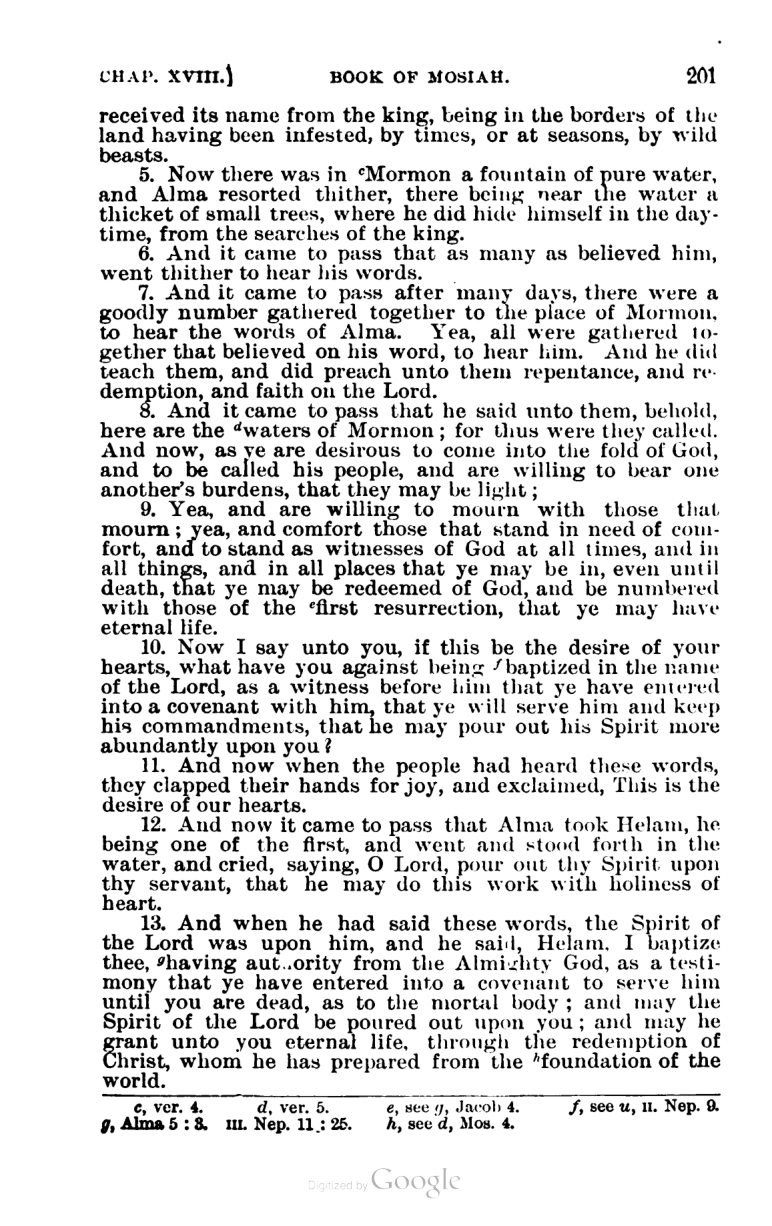 CHAP. XVIII.) BOOK OF MOSIAH. 201
received its name from the king, being in the borders of the
land having been infested, by times, or at seasons, by wild
beasts.
5. Now there was in cMormon a fountain of pure water,
and Alma resorted thither, there being near the water a
thicket of small trees, where he did hide himself in the day-
time, from the searches of the king.
6. And it came to pass that as many as believed him,
went thither to hear his words.
7. And it came to pass after many days, there were a
goodly number gathered together to the place of Mormon,
to hear the words of Alma. Yea, all were gathered to-
gether that believed on his word, to hear him. And he did
teach them, and did preach unto them repentance, and re-
demption, and faith on the Lord.
8. And it came to pass that he said unto them, behold,
here are the dwaters of Mormon; for thus were they called.
And now, as ye are desirous to come into the fold of God,
and to be called his people, and are willing to bear one
another's burdens, that they may be light;
9. Yea, and are willing to mourn with those that
mourn; yea, and comfort those that stand in need of com-
fort, and to stand as witnesses of God at all times, and in
all things, and in all places that ye may be in, even until
death, that ye may be redeemed of God, and be numbered
with those of the efirst resurrection, that ye may have
eternal life.
10. Now I say unto you, if this be the desire of your
hearts, what have you against being fbaptized in the name
of the Lord, as a witness before him that ye have entered
into a covenant with him, that ye will serve him and keep
his commandments, that he may pour out his Spirit more
abundantly upon you?
11. And now when the people had heard these words,
they clapped their hands for joy, and exclaimed, This is the
desire of our hearts.
12. And now it came to pass that Alma took Helam, he
being one of the first, and went and stood forth in the
water, and cried, saying, O Lord, pour out thy Spirit upon
thy servant, that he may do this work with holiness of
heart.
13. And when he had said these words, the Spirit of
the Lord was upon him, and he said, Helam, I baptize
thee, ghaving authority from the Almighty God, as a testi-
mony that ye have entered into a covenant to serve him
until you are dead, as to the mortal body; and may the
Spirit of the Lord be poured out upon you; and may he
grant unto you eternal life, through the redemption of
Christ, whom he has prepared from the hfoundation of the
world.
c, ver. 4. d, ver. 5. e, see g, Jacob 4. f, see u, II. Nep. 9.
g, Alma 5 : 3. III. Nep. 11 : 25. h, see d, Mos. 4.
Digitized by Google